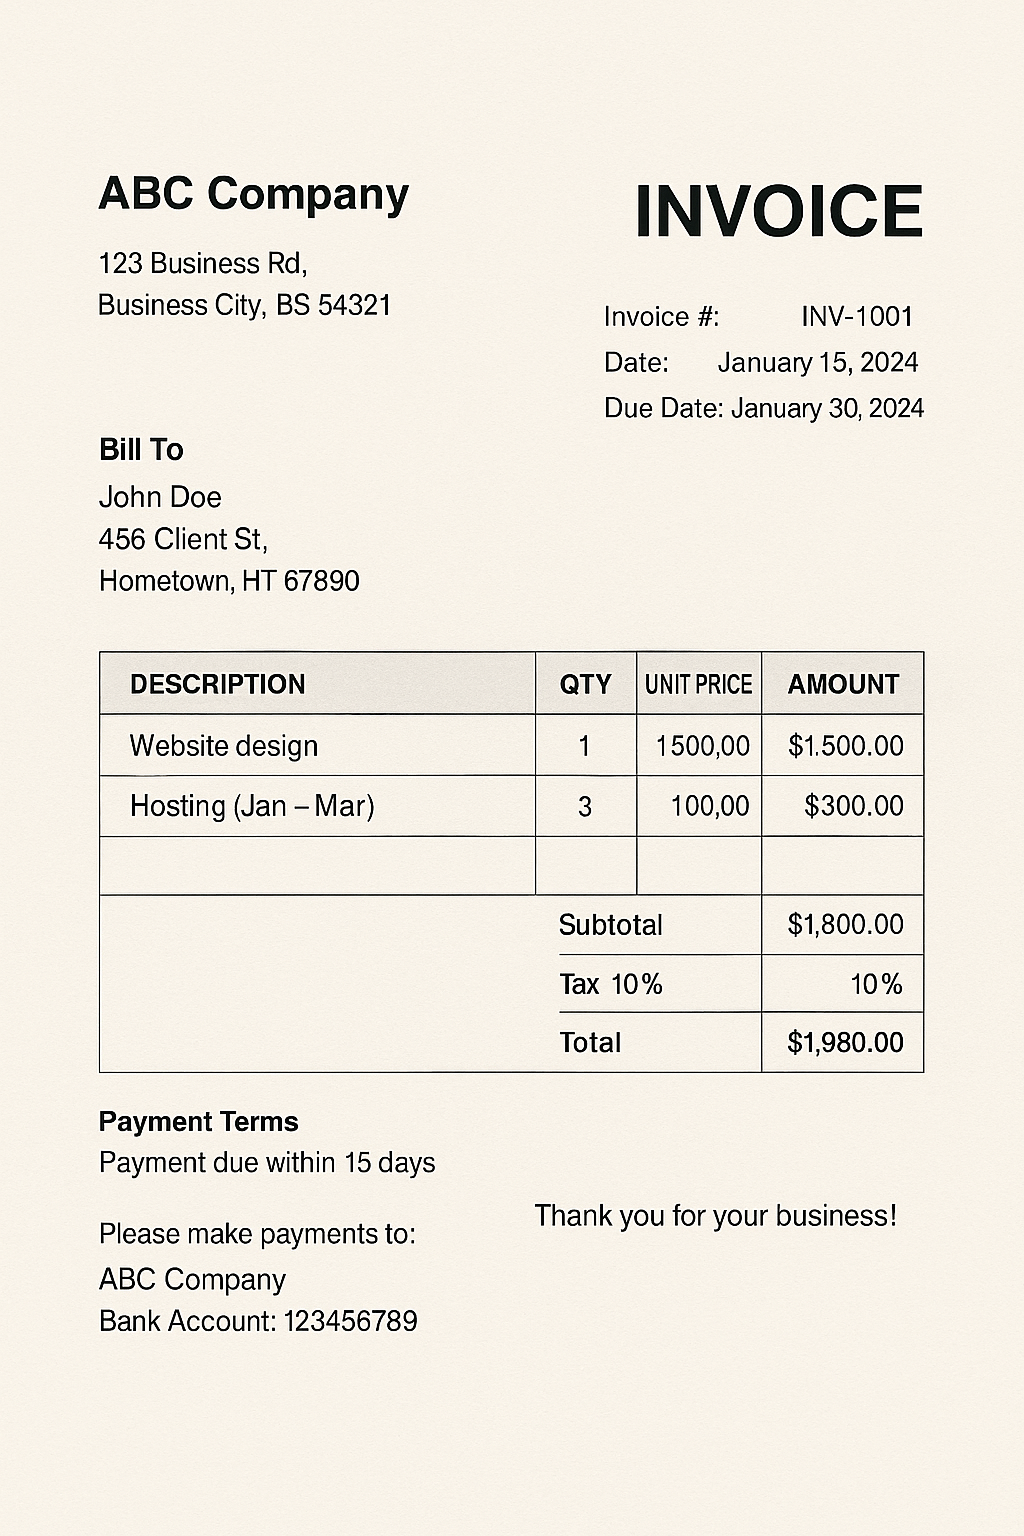 ABC Company
123 Business Rd,
Business City, BS 54321
INVOICE
Invoice #: INV-1001
Date: January 15, 2024
Due Date: January 30, 2024
Bill To
John Doe
456 Client St,
Hometown, HT 67890
DESCRIPTION QTY UNIT PRICE AMOUNT
Website design 1 1500,00 $1.500.00
Hosting (Jan – Mar) 3 100,00 $300.00
Subtotal $1,800.00
Tax 10% 10%
Total $1,980.00
Payment Terms
Payment due within 15 days
Thank you for your business!
Please make payments to:
ABC Company
Bank Account: 123456789